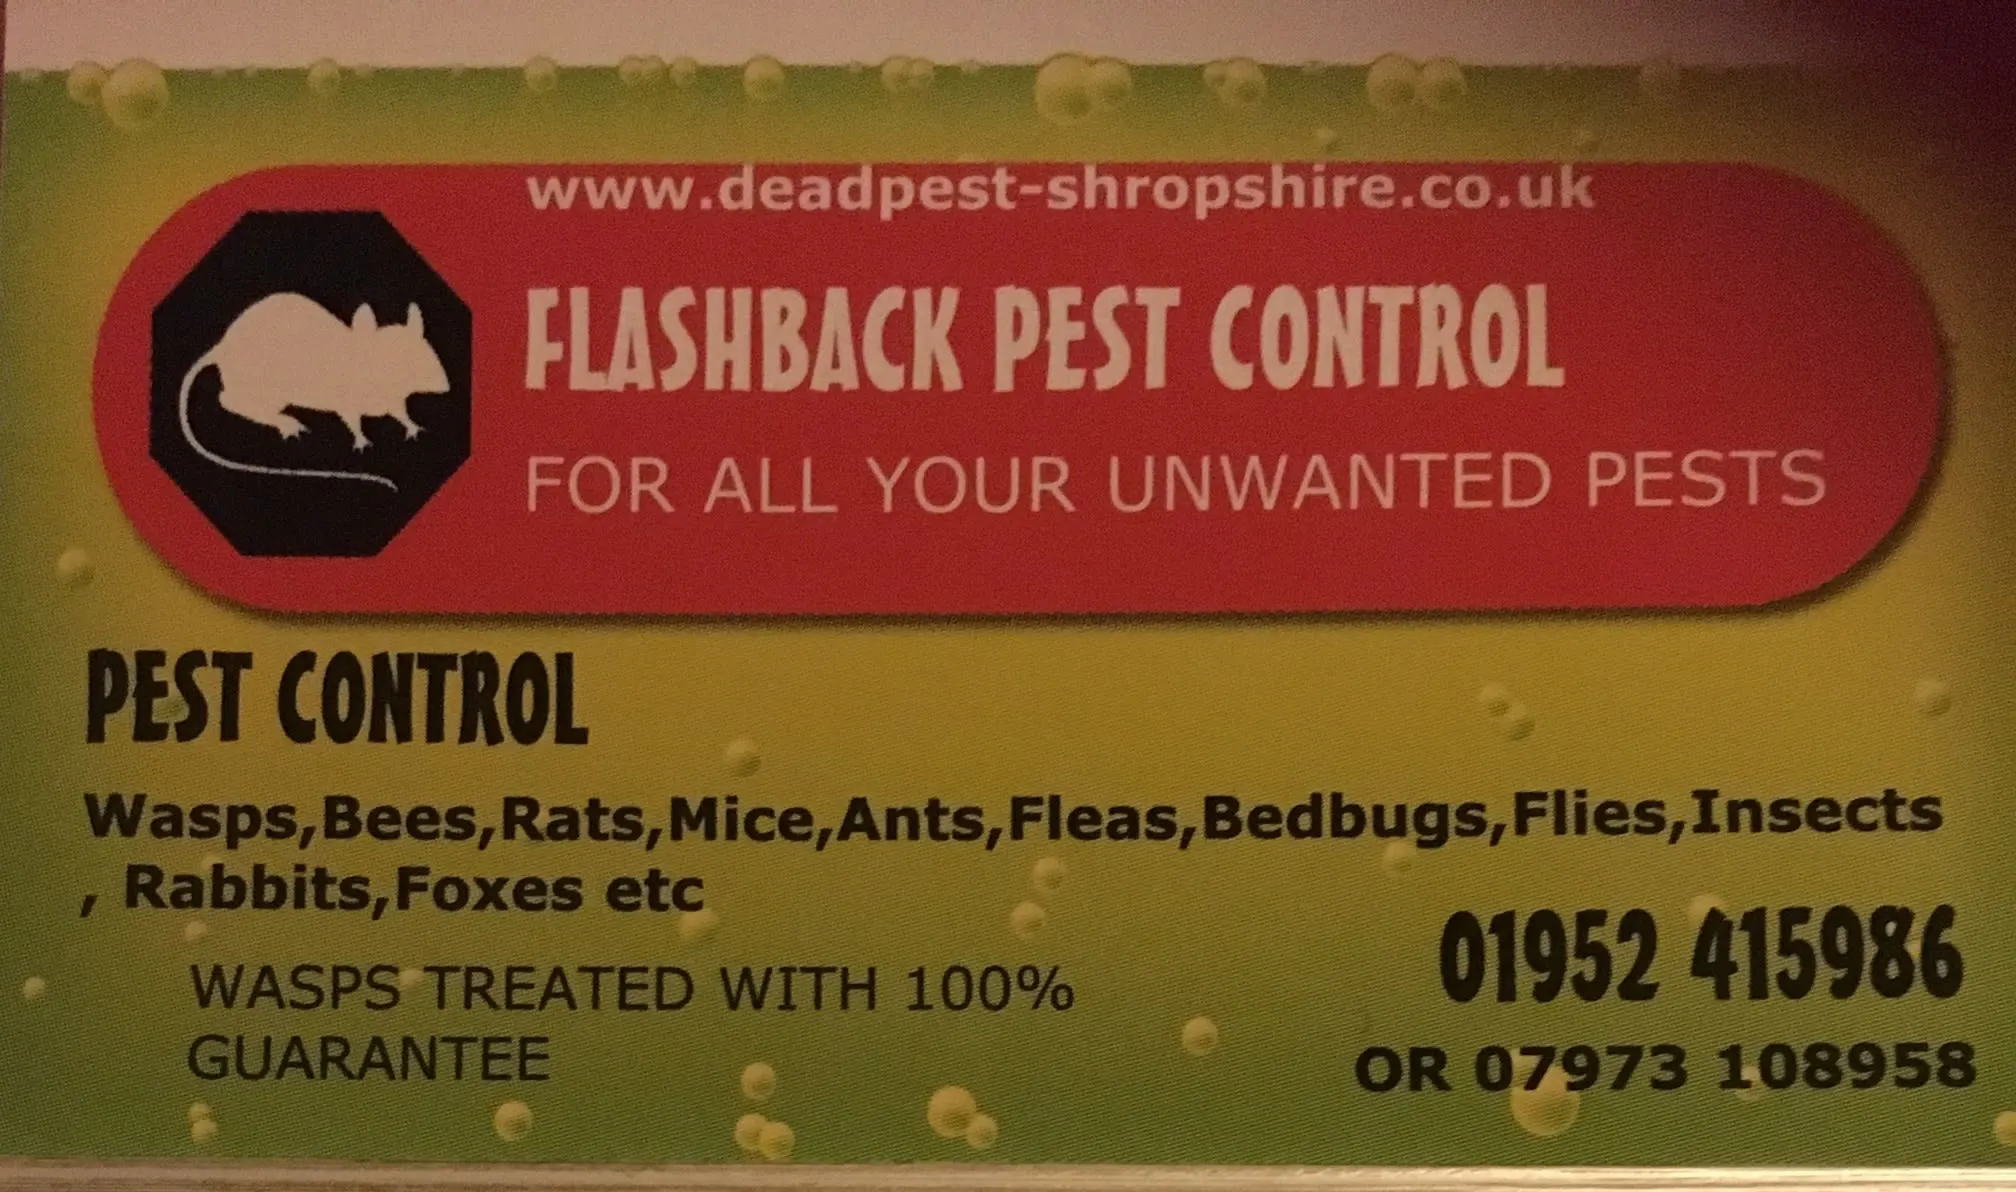 www.deadpest-shropshire.co.uk
FLASHBACK PEST CONTROL
FOR ALL YOUR UNWANTED PESTS
PEST CONTROL
Wasps,Bees,Rats,Mice,Ants,Fleas,Bedbugs,Flies,Insects
, Rabbits,Foxes etc
WASPS TREATED WITH 100%
GUARANTEE
01952 415986
OR 07973 108958